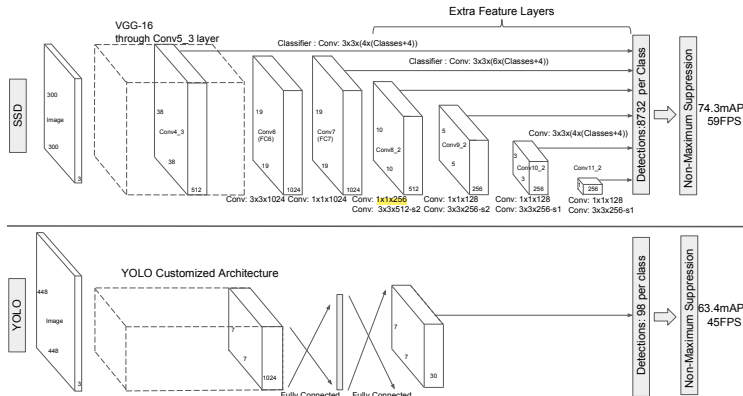 Extra Feature Layers
VGG-16
through Conv5_3 layer
Classifier : Conv: 3x3x(4x(Classes+4))
Classifier : Conv: 3x3x(6x(Classes+4))
SSD
300
Image
300
3
38
Conv4_3
38
512
19
Conv6
(FC6)
19
1024
19
Conv7
(FC7)
19
1024
10
Conv8_2
10
512
5
Conv9_2
5
256
Conv: 3x3x(4x(Classes+4))
3
Conv10_2
3
256
Conv11_2
1
256
Conv: 3x3x1024
Conv: 1x1x1024
Conv: 1x1x256
Conv: 3x3x512-s2
Conv: 1x1x128
Conv: 3x3x256-s2
Conv: 1x1x128
Conv: 3x3x256-s1
Conv: 1x1x128
Conv: 3x3x256-s1
Detections:8732 per Class
Non-Maximum Suppression
74.3mAP
59FPS
YOLO
448
Image
448
3
YOLO Customized Architecture
7
7
1024
Fully Connected
Fully Connected
7
7
30
Detections: 98 per class
Non-Maximum Suppression
63.4mAP
45FPS